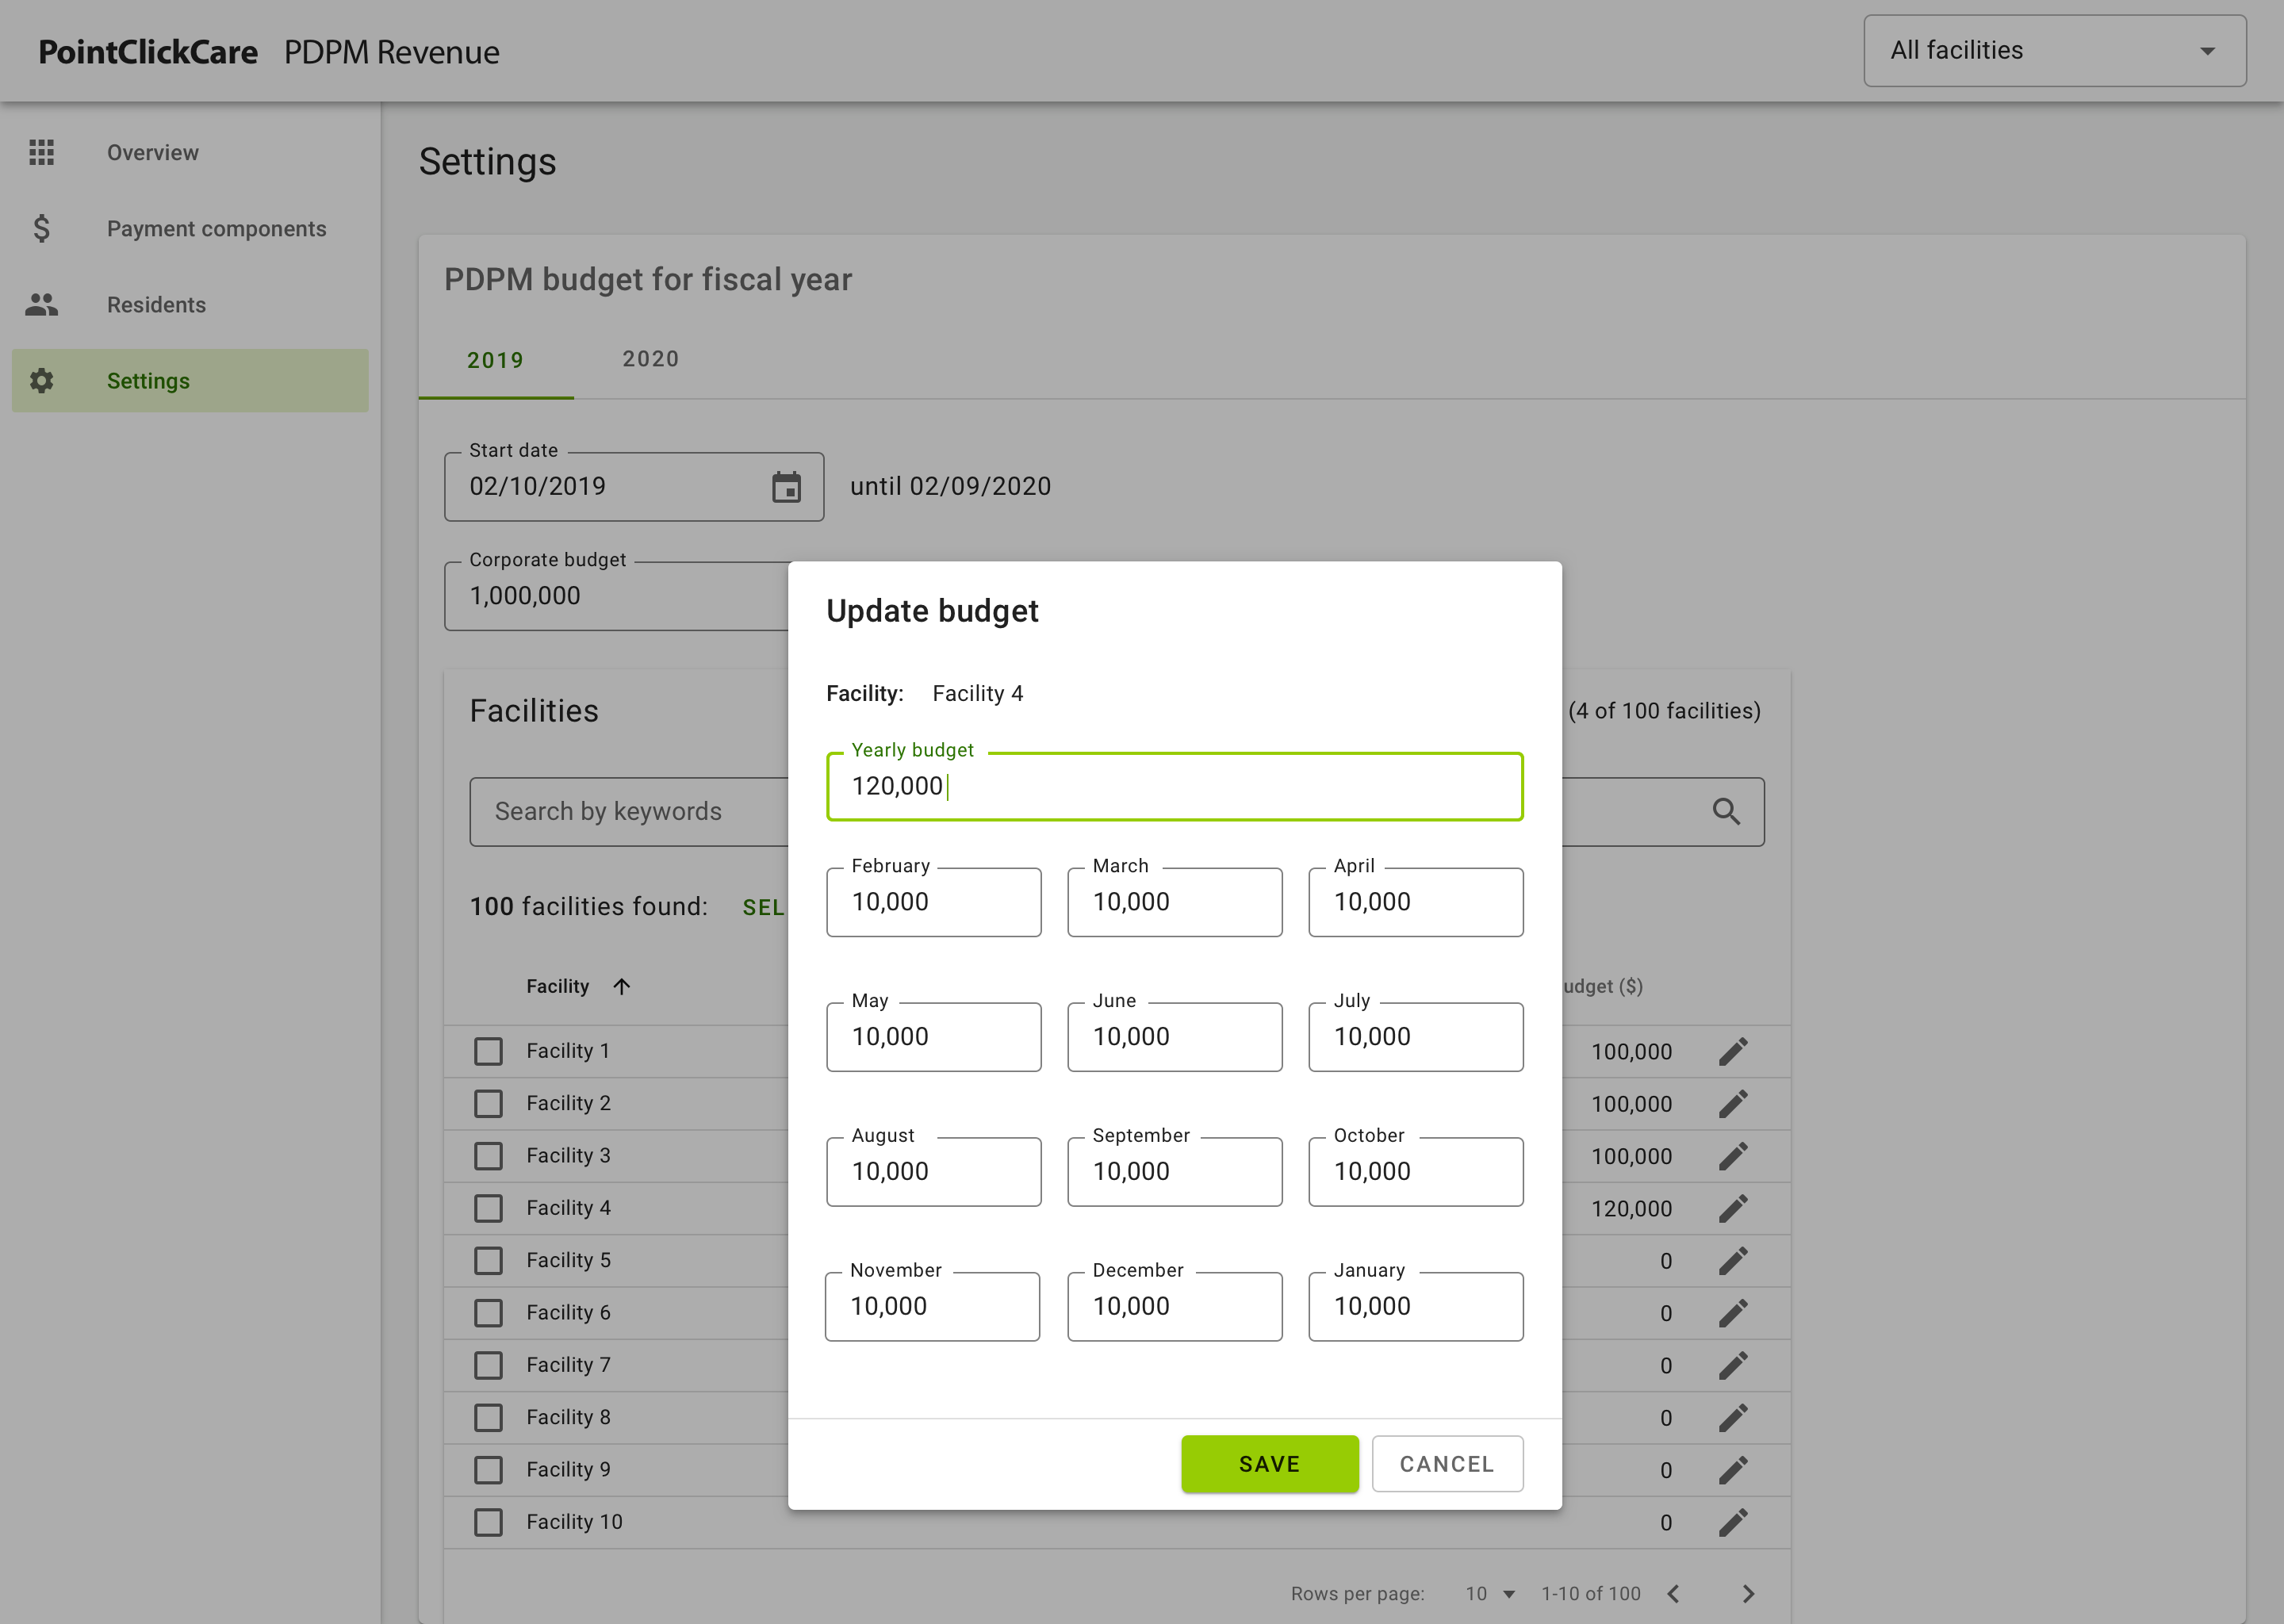 PointClickCare PDPM Revenue
All facilities
Overview
Payment components
Residents
Settings
Settings
PDPM budget for fiscal year
2019 2020
Start date
02/10/2019
until 02/09/2020
Corporate budget
1,000,000
Facilities
(4 of 100 facilities)
Search by keywords
100 facilities found: SEL
Facility
udget ($)
Facility 1 100,000
Facility 2 100,000
Facility 3 100,000
Facility 4 120,000
Facility 5 0
Facility 6 0
Facility 7 0
Facility 8 0
Facility 9 0
Facility 10 0
Rows per page: 10 1-10 of 100
Update budget
Facility: Facility 4
Yearly budget
120,000
February March April
10,000 10,000 10,000
May June July
10,000 10,000 10,000
August September October
10,000 10,000 10,000
November December January
10,000 10,000 10,000
SAVE CANCEL